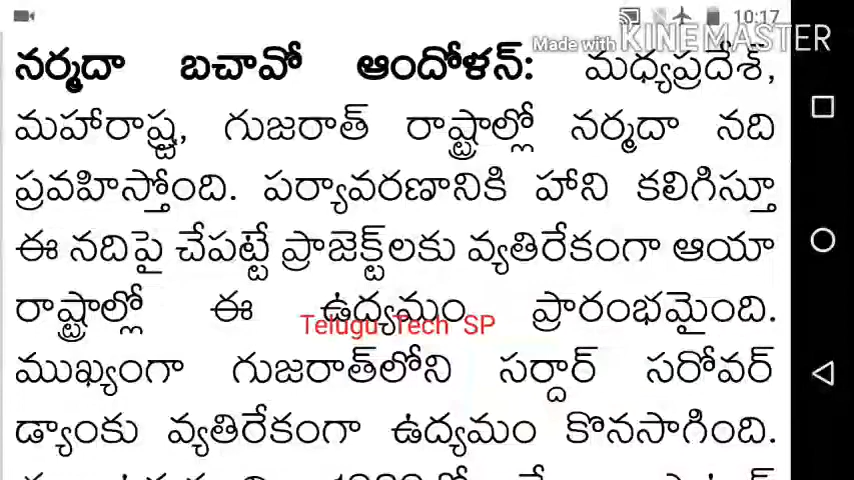 10:17
Made with KINEMASTER
నర్మదా బచావో ఆందోళన్: మధ్యప్రదేశ్,
మహారాష్ట్ర, గుజరాత్ రాష్ట్రాల్లో నర్మదా నది
ప్రవహిస్తోంది. పర్యావరణానికి హాని కలిగిస్తూ
ఈ నదిపై చేపట్టే ప్రాజెక్ట్‌లకు వ్యతిరేకంగా ఆయా
రాష్ట్రాల్లో ఈ ఉద్యమం ప్రారంభమైంది.
Telugu Tech SP
ముఖ్యంగా గుజరాత్‌లోని సర్దార్ సరోవర్
డ్యాంకు వ్యతిరేకంగా ఉద్యమం కొనసాగింది.